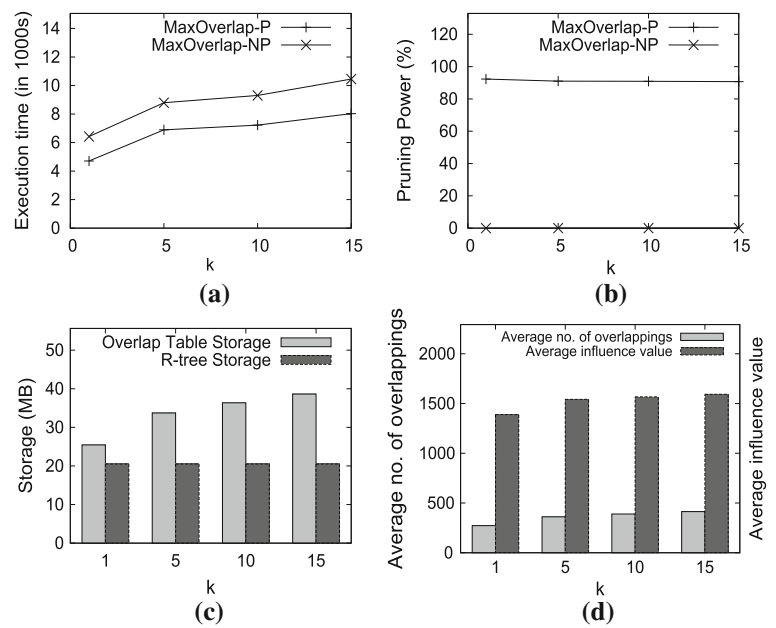 MaxOverlap-P
MaxOverlap-NP
Execution time (in 1000s)
14
12
10
8
6
4
2
0
0 5 10 15
k
(a)
MaxOverlap-P
MaxOverlap-NP
Pruning Power (%)
120
100
80
60
40
20
0
0 5 10 15
k
(b)
Overlap Table Storage
R-tree Storage
Storage (MB)
50
40
30
20
10
0
1 5 10 15
k
(c)
Average no. of overlappings
Average influence value
Average no. of overlappings
2000
1500
1000
500
0
1 5 10 15
k
Average influence value
(d)